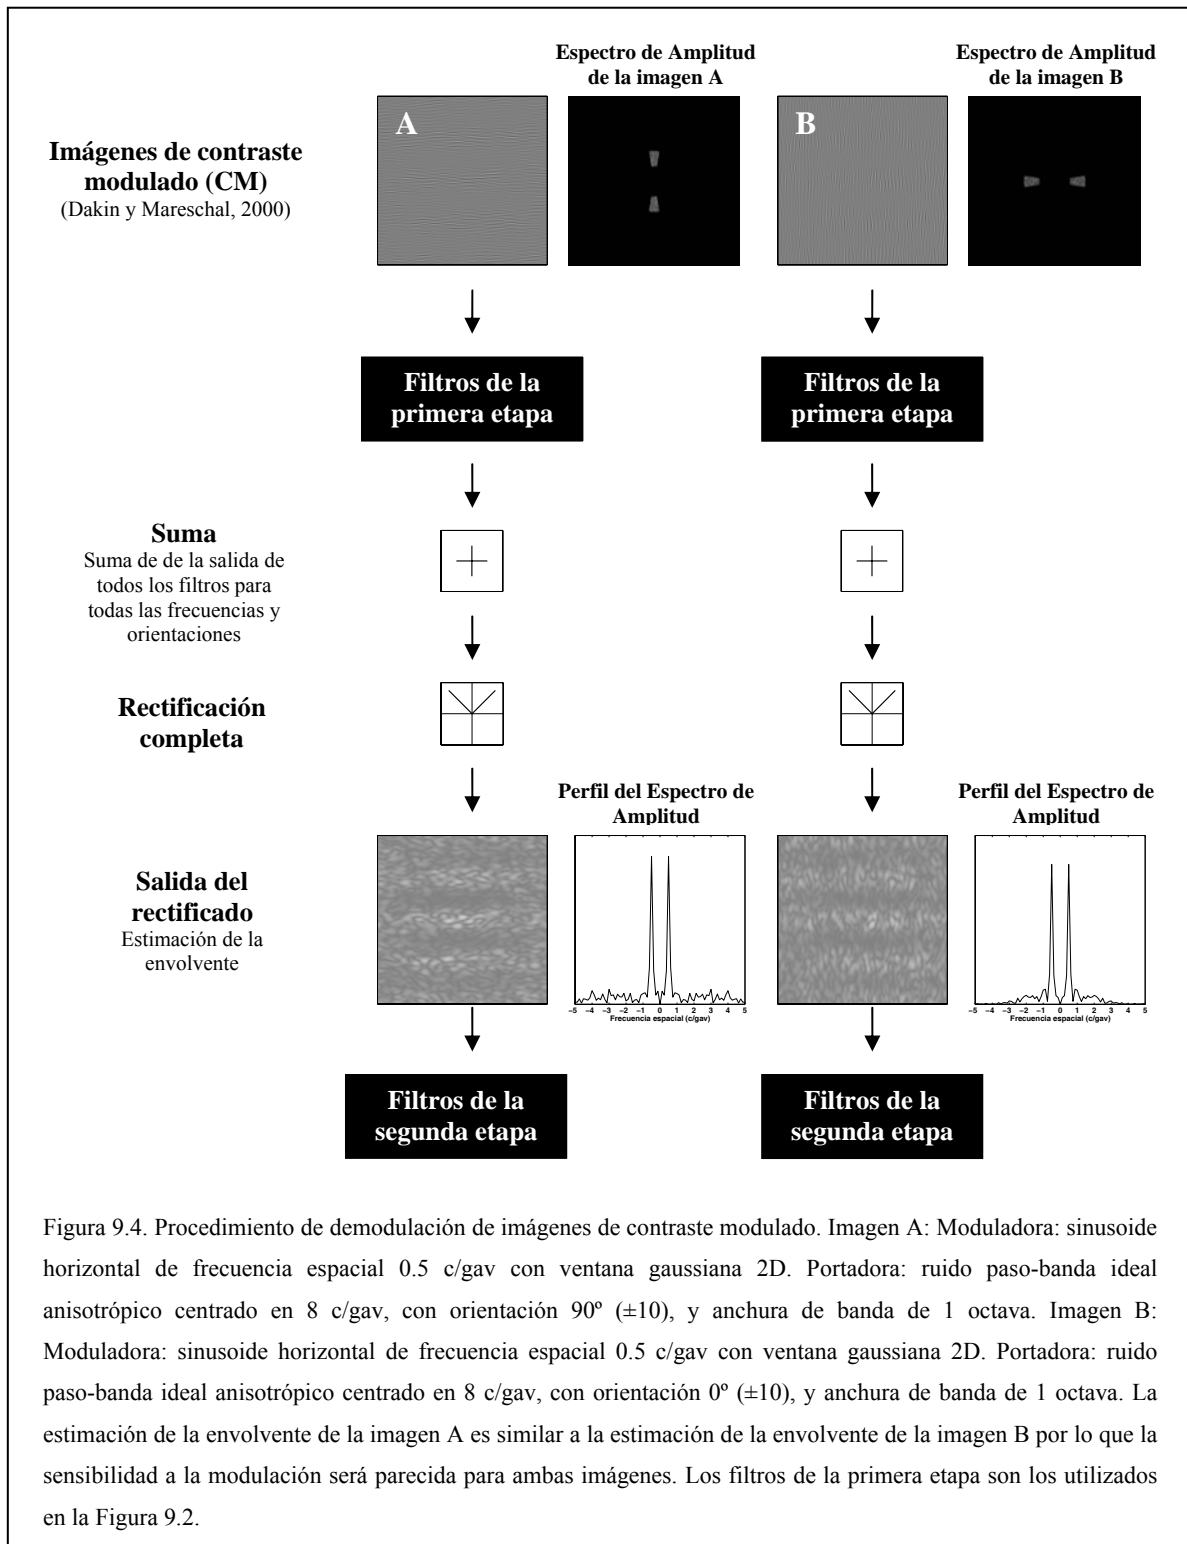 Espectro de Amplitud
de la imagen A
Espectro de Amplitud
de la imagen B
A
B
Imágenes de contraste
modulado (CM)
(Dakin y Mareschal, 2000)
Filtros de la
primera etapa
Filtros de la
primera etapa
Suma
Suma de de la salida de
todos los filtros para
todas las frecuencias y
orientaciones
Rectificación
completa
Perfil del Espectro de
Amplitud
Perfil del Espectro de
Amplitud
Salida del
rectificado
Estimación de la
envolvente
−5 −4 −3 −2 −1 0 1 2 3 4 5
Frecuencia espacial (c/gav)
−5 −4 −3 −2 −1 0 1 2 3 4 5
Frecuencia espacial (c/gav)
Filtros de la
segunda etapa
Filtros de la
segunda etapa
Figura 9.4. Procedimiento de demodulación de imágenes de contraste modulado. Imagen A: Moduladora: sinusoide
horizontal de frecuencia espacial 0.5 c/gav con ventana gaussiana 2D. Portadora: ruido paso-banda ideal
anisotrópico centrado en 8 c/gav, con orientación 90º (±10), y anchura de banda de 1 octava. Imagen B:
Moduladora: sinusoide horizontal de frecuencia espacial 0.5 c/gav con ventana gaussiana 2D. Portadora: ruido
paso-banda ideal anisotrópico centrado en 8 c/gav, con orientación 0º (±10), y anchura de banda de 1 octava. La
estimación de la envolvente de la imagen A es similar a la estimación de la envolvente de la imagen B por lo que la
sensibilidad a la modulación será parecida para ambas imágenes. Los filtros de la primera etapa son los utilizados
en la Figura 9.2.